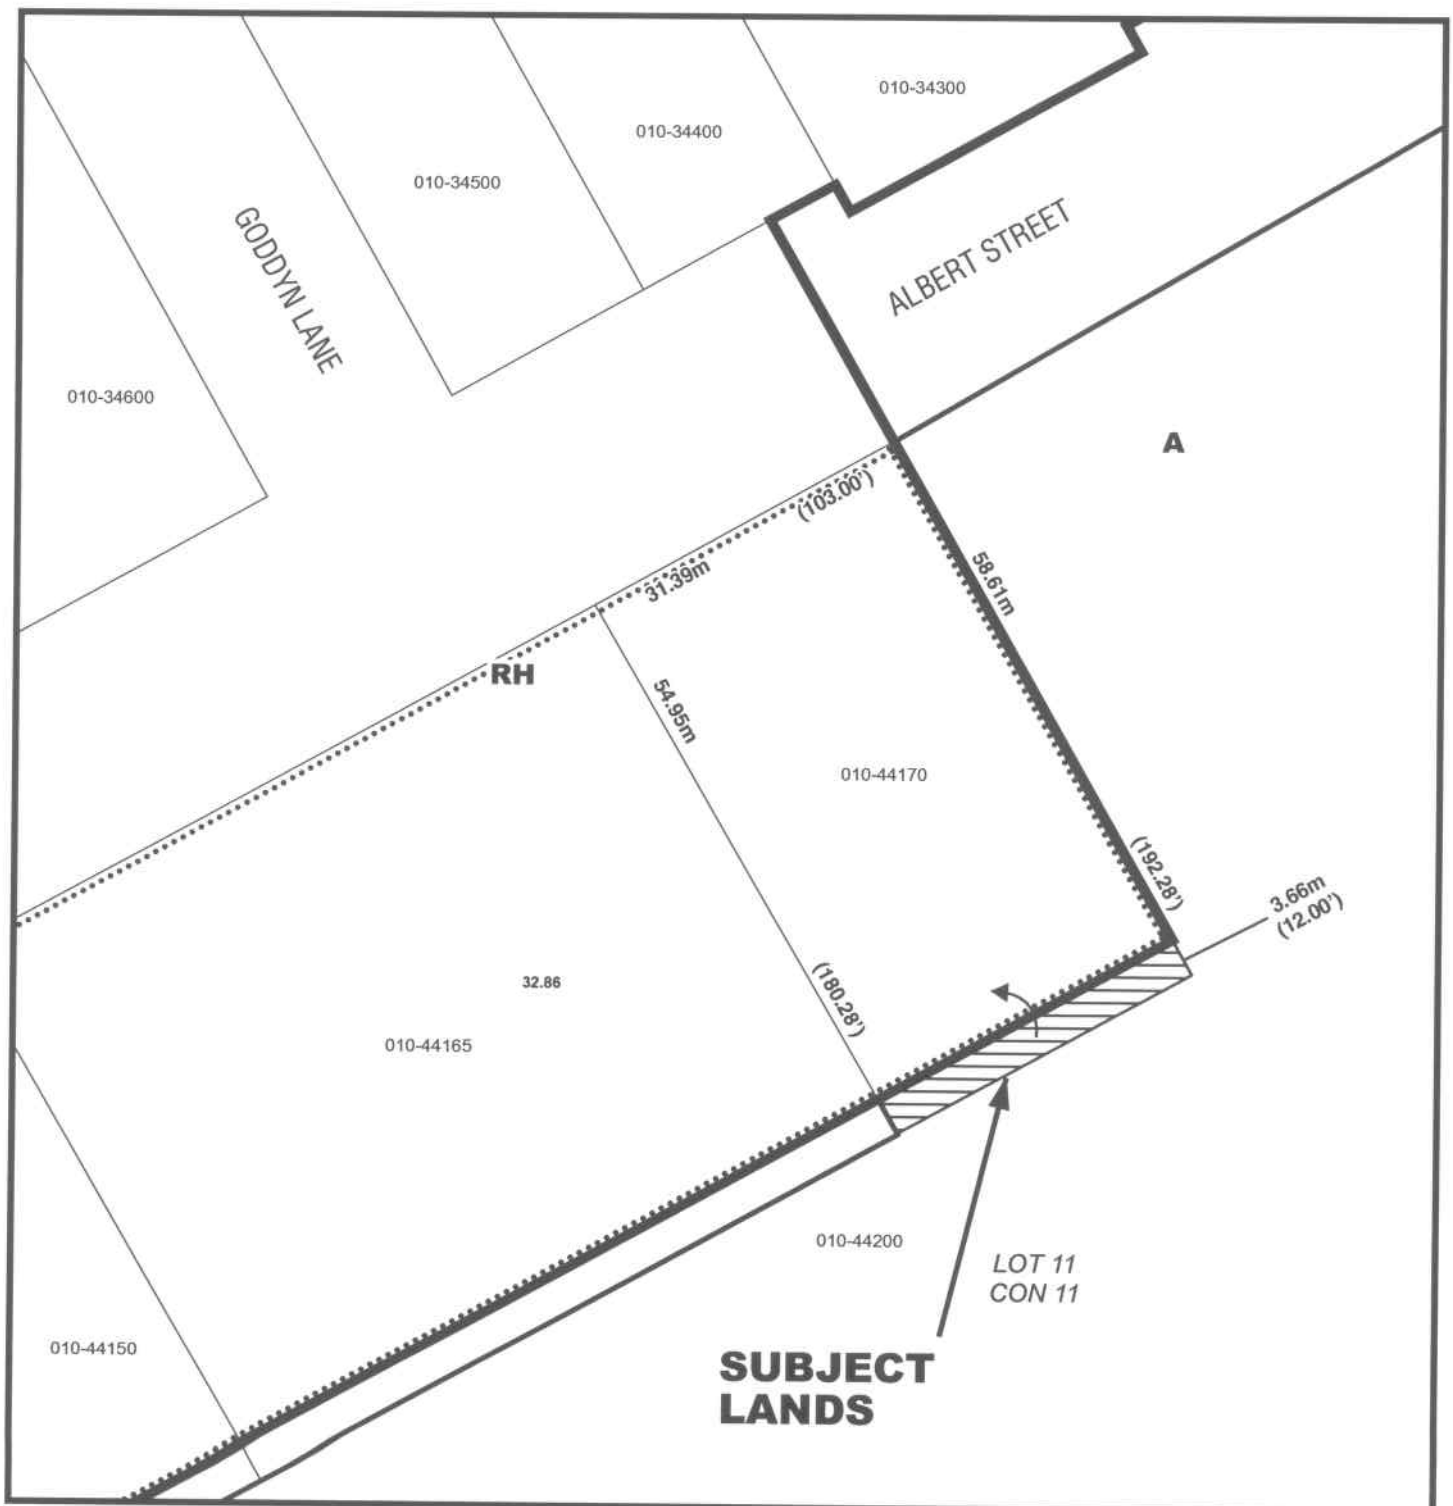 010-34300
010-34400
010-34500
GODDYN LANE
ALBERT STREET
010-34600
A
(103.00')
31.39m
58.61m
RH
54.95m
010-44170
(192.28')
3.66m
(12.00')
32.86
(180.28')
010-44165
010-44200
LOT 11
CON 11
010-44150
SUBJECT
LANDS